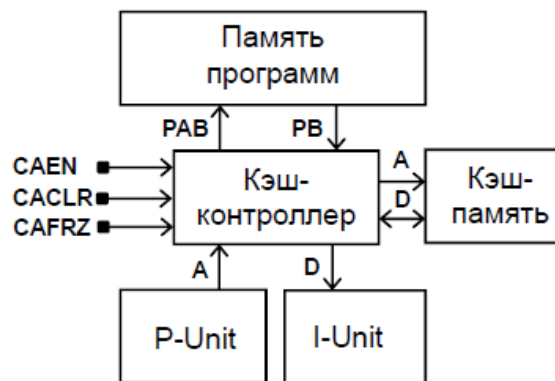 Память
программ
PAB
PB
CAEN
CACLR
CAFRZ
Кэш-
контроллер
A
D
Кэш-
память
A
D
P-Unit
I-Unit